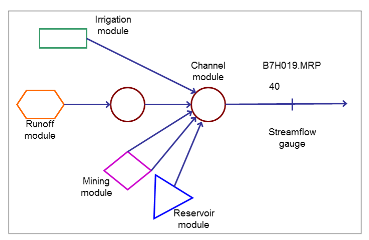 Irrigation
module
Channel
module
B7H019.MRP
40
Runoff
module
Streamflow
gauge
Mining
module
Reservoir
module